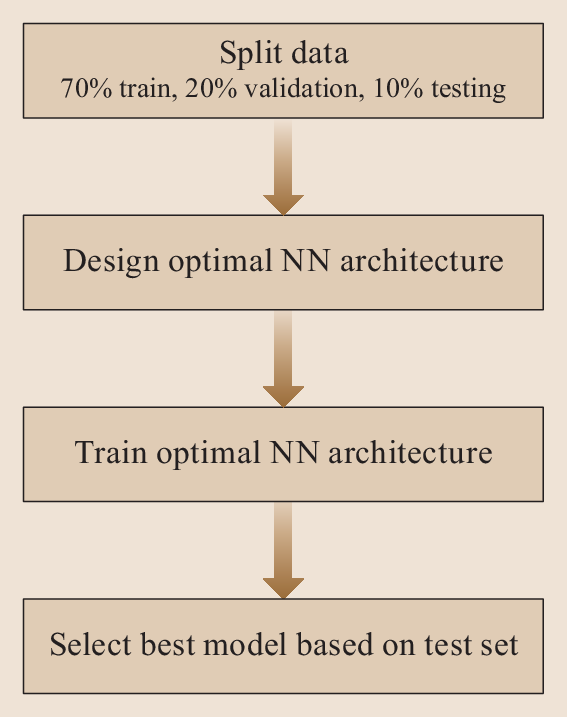 Split data
70% train, 20% validation, 10% testing
Design optimal NN architecture
Train optimal NN architecture
Select best model based on test set